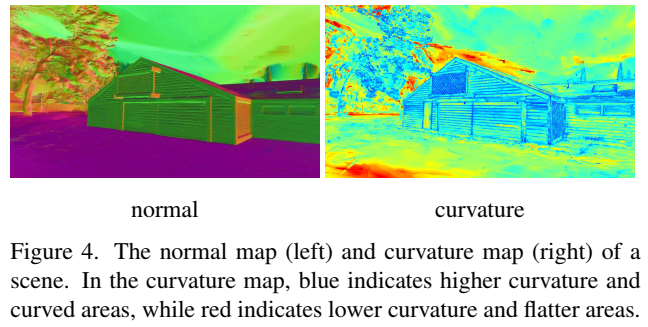 normal
curvature
Figure 4. The normal map (left) and curvature map (right) of a
scene. In the curvature map, blue indicates higher curvature and
curved areas, while red indicates lower curvature and flatter areas.